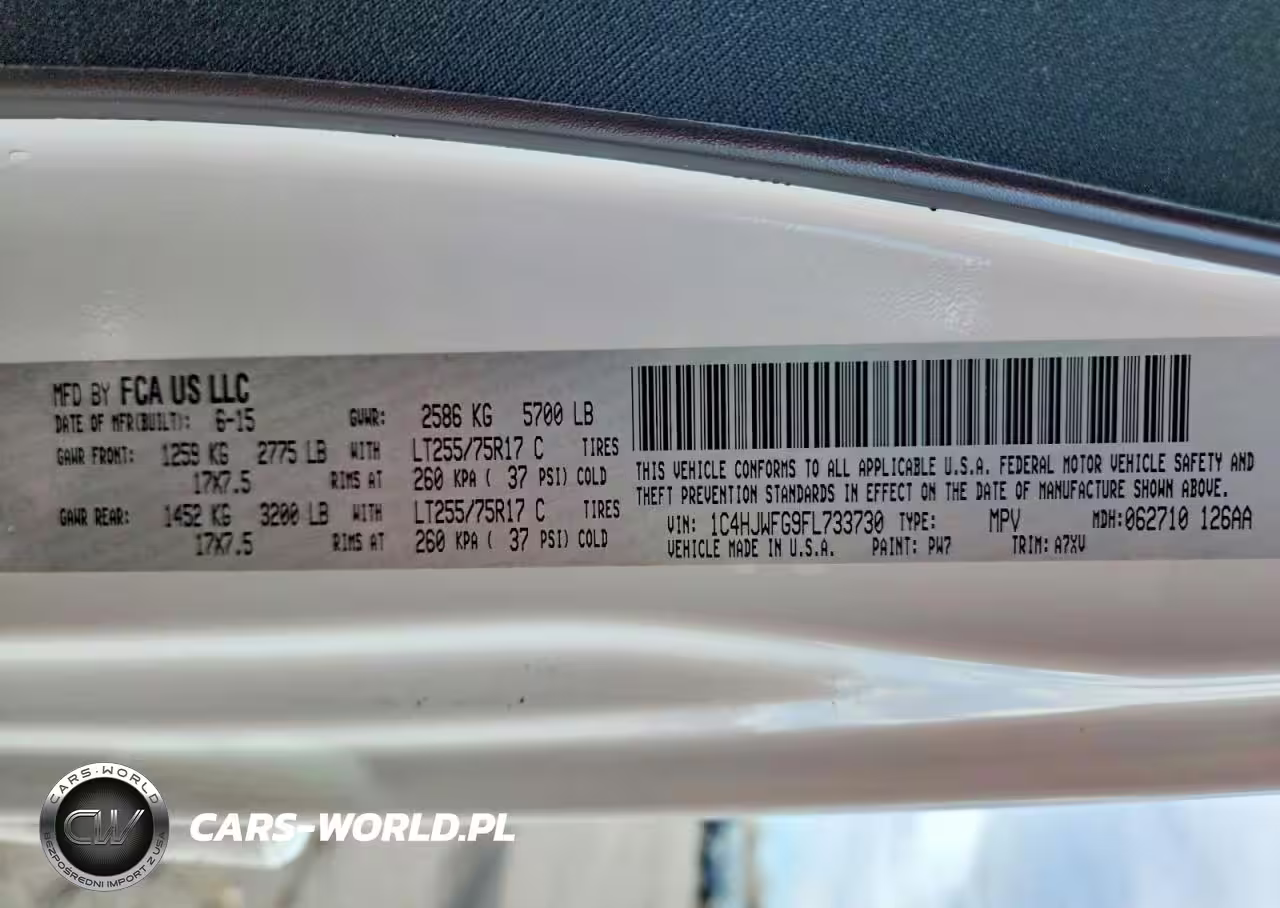 MFD BY FCA US LLC
DATE OF MFR(BUILT): 6-15 GVWR: 2586 KG 5700 LB
GAWR FRONT: 1259 KG 2775 LB WITH LT255/75R17 C TIRES
17X7.5 RIMS AT 260 KPA ( 37 PSI) COLD
GAWR REAR: 1452 KG 3200 LB WITH LT255/75R17 C TIRES
17X7.5 RIMS AT 260 KPA ( 37 PSI) COLD
THIS VEHICLE CONFORMS TO ALL APPLICABLE U.S.A. FEDERAL MOTOR VEHICLE SAFETY AND
THEFT PREVENTION STANDARDS IN EFFECT ON THE DATE OF MANUFACTURE SHOWN ABOVE.
VIN: 1C4HJWFG9FL733730 TYPE: MPV MDH: 062710 126AA
VEHICLE MADE IN U.S.A. PAINT: PW7 TRIM: A7XV
CARS-WORLD
CW
BEZPOŚREDNI IMPORT Z USA
CARS-WORLD.PL